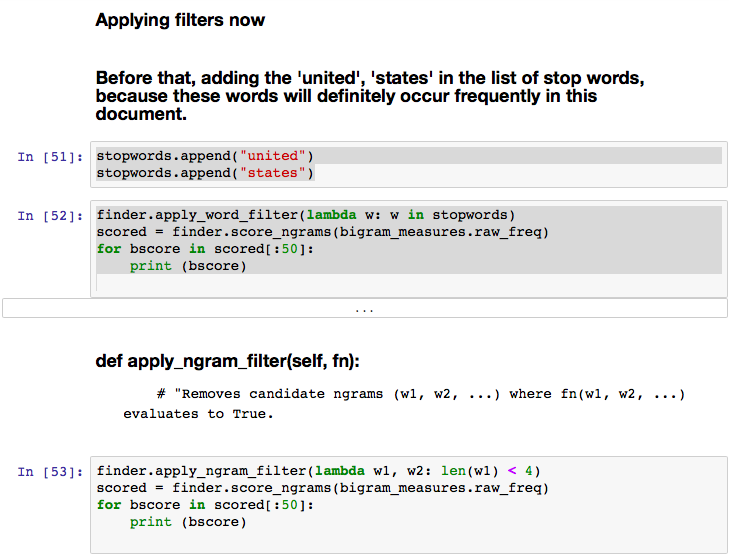 Applying filters now
Before that, adding the 'united', 'states' in the list of stop words,
because these words will definitely occur frequently in this
document.
In [51]: stopwords.append("united")
stopwords.append("states")
In [52]: finder.apply_word_filter(lambda w: w in stopwords)
scored = finder.score_ngrams(bigram_measures.raw_freq)
for bscore in scored[:50]:
    print (bscore)
...
def apply_ngram_filter(self, fn):
# "Removes candidate ngrams (w1, w2, ...) where fn(w1, w2, ...)
evaluates to True.
In [53]: finder.apply_ngram_filter(lambda w1, w2: len(w1) < 4)
scored = finder.score_ngrams(bigram_measures.raw_freq)
for bscore in scored[:50]:
    print (bscore)